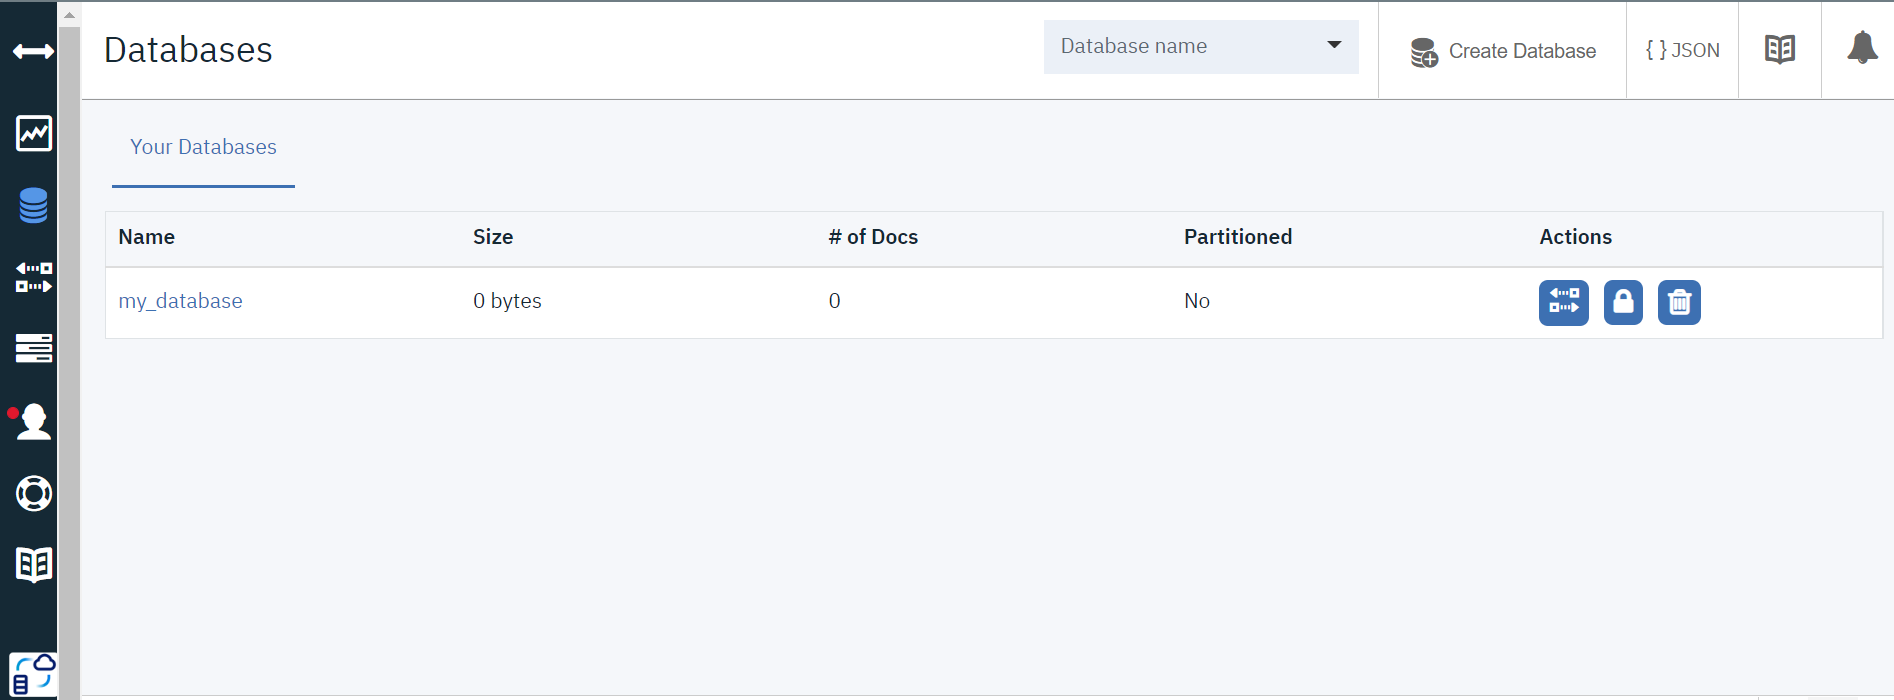 Databases
Database name
Create Database
{ } JSON
Your Databases
Name Size # of Docs Partitioned Actions
my_database 0 bytes 0 No